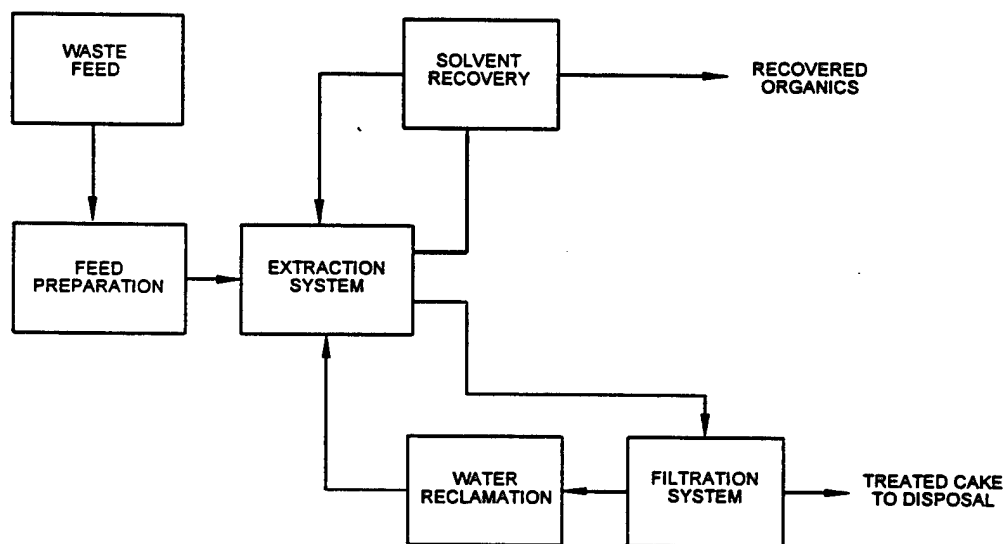 WASTE
FEED
SOLVENT
RECOVERY
RECOVERED
ORGANICS
FEED
PREPARATION
EXTRACTION
SYSTEM
WATER
RECLAMATION
FILTRATION
SYSTEM
TREATED CAKE
TO DISPOSAL